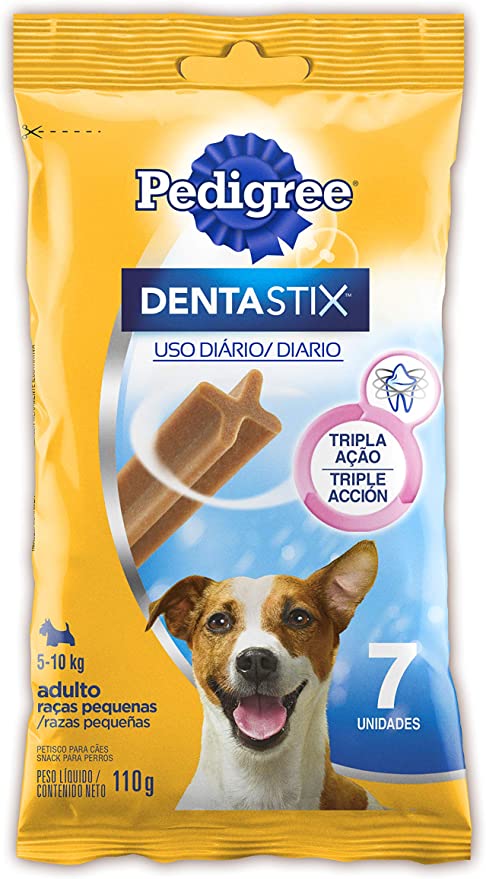 Pedigree®
DENTASTIX™
USO DIÁRIO/ DIARIO
TRIPLA
AÇÃO
TRIPLE
ACCIÓN
5-10 kg
adulto
raças pequenas
/razas pequeñas
PETISCO PARA CÃES
SNACK PARA PERROS
PESO LÍQUIDO /
CONTENIDO NETO 110g
7
UNIDADES